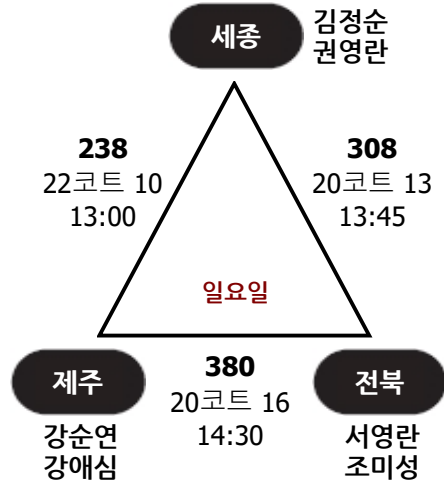 세종
김정순
권영란
238
22코트 10
13:00
308
20코트 13
13:45
일요일
제주
강순연
강애심
380
20코트 16
14:30
전북
서영란
조미성